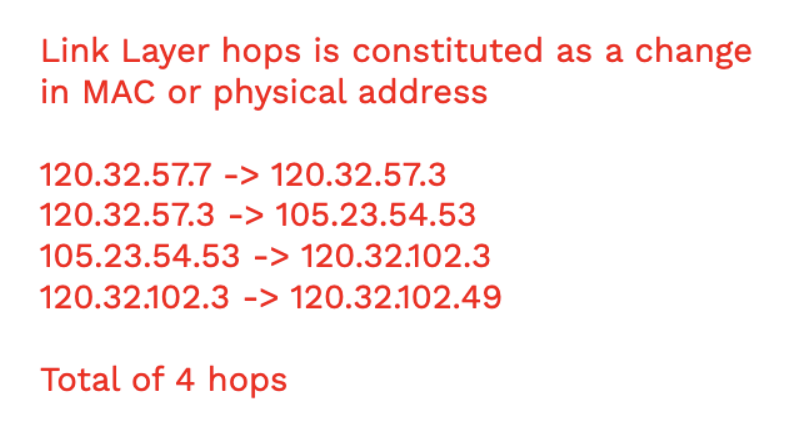 Link Layer hops is constituted as a change
in MAC or physical address
120.32.57.7 -> 120.32.57.3
120.32.57.3 -> 105.23.54.53
105.23.54.53 -> 120.32.102.3
120.32.102.3 -> 120.32.102.49
Total of 4 hops